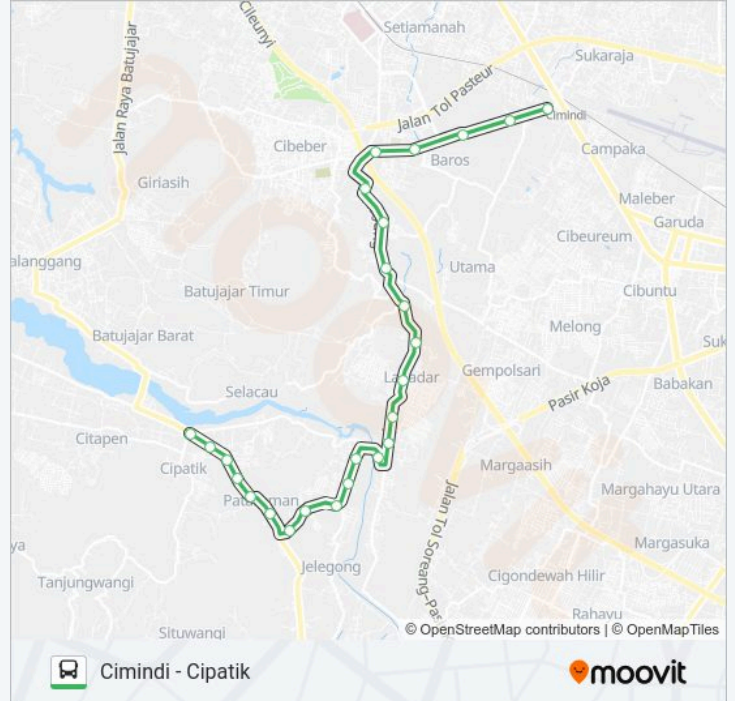 Cileunyi
Setiamanah
Sukaraja
Jalan Raya Batujajar
Jalan Tol Pasteur
Cimindi
Cibeber
Baros
Campaka
Giriasih
Maleber
Garuda
Cibeureum
alanggang
Utama
Batujajar Timur
Cibuntu
Melong
Batujajar Barat
Suk
Gempolsari
Selacau
Pasir Koja
Babakan
Citapen
Cipatik
Margaasih
Margahayu Utara
Jalan Tol Soreang-Pas
Margasuka
ya
Jelegong
Cigondewah Hilir
Tanjungwangi
Rahayu
Situwangi
© OpenStreetMap contributors | © OpenMapTiles
Cimindi - Cipatik
moovit